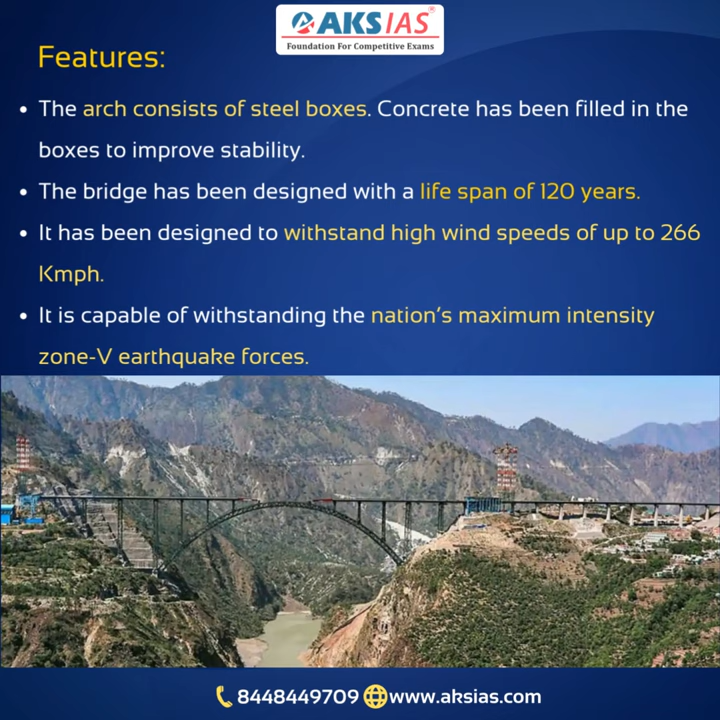 AKS IAS®
Foundation For Competitive Exams
Features:
• The arch consists of steel boxes. Concrete has been filled in the
boxes to improve stability.
• The bridge has been designed with a life span of 120 years.
• It has been designed to withstand high wind speeds of up to 266
Kmph.
• It is capable of withstanding the nation's maximum intensity
zone-V earthquake forces.
8448449709 www.aksias.com